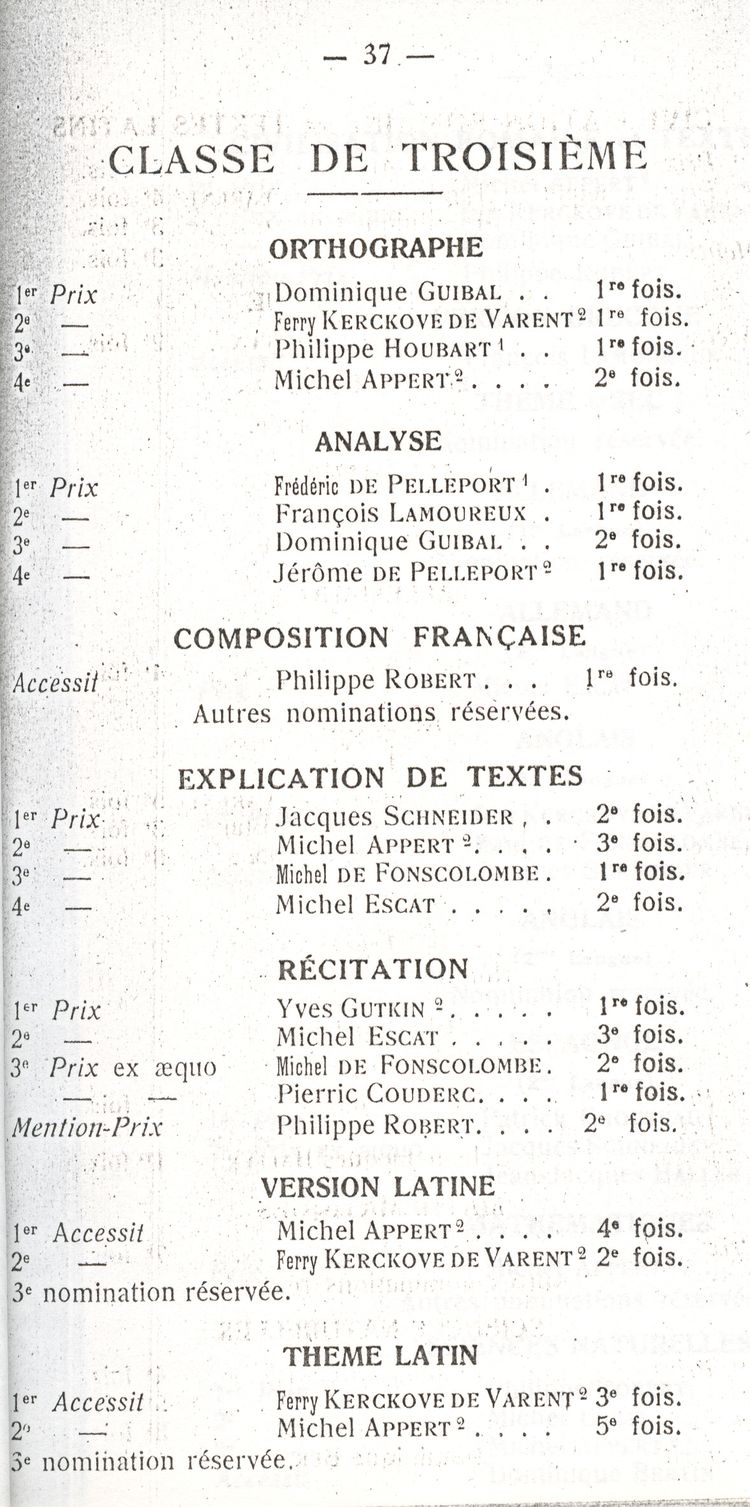 — 37 —
CLASSE DE TROISIÈME
ORTHOGRAPHE
1er Prix Dominique GUIBAL . . 1re fois.
2e — Ferry KERCKOVE DE VARENT 2 1re fois.
3e — Philippe HOUBART 1 . . 1re fois.
4e — Michel APPERT 2 . . . . 2e fois.
ANALYSE
1er Prix Frédéric DE PELLEPORT 1 . 1re fois.
2e — François LAMOUREUX . 1re fois.
3e — Dominique GUIBAL . . 2e fois.
4e — Jérôme DE PELLEPORT 2 1re fois.
COMPOSITION FRANÇAISE
Accessit Philippe ROBERT . . . 1re fois.
Autres nominations réservées.
EXPLICATION DE TEXTES
1er Prix Jacques SCHNEIDER . . 2e fois.
2e — Michel APPERT 2. . . . 3e fois.
3e — Michel DE FONSCOLOMBE . 1re fois.
4e — Michel ESCAT . . . . . 2e fois.
RÉCITATION
1er Prix Yves GUTKIN 2. . . . . 1re fois.
2e — Michel ESCAT . . . . . 3e fois.
3e Prix ex æquo Michel DE FONSCOLOMBE. 2e fois.
— — Pierric COUDERC. . . . 1re fois.
Mention-Prix Philippe ROBERT. . . . 2e fois.
VERSION LATINE
1er Accessit Michel APPERT 2 . . . . 4e fois.
2e — Ferry KERCKOVE DE VARENT 2 2e fois.
3e nomination réservée.
THEME LATIN
1er Accessit Ferry KERCKOVE DE VARENT 2 3e fois.
2e — Michel APPERT 2 . . . . 5e fois.
3e nomination réservée.